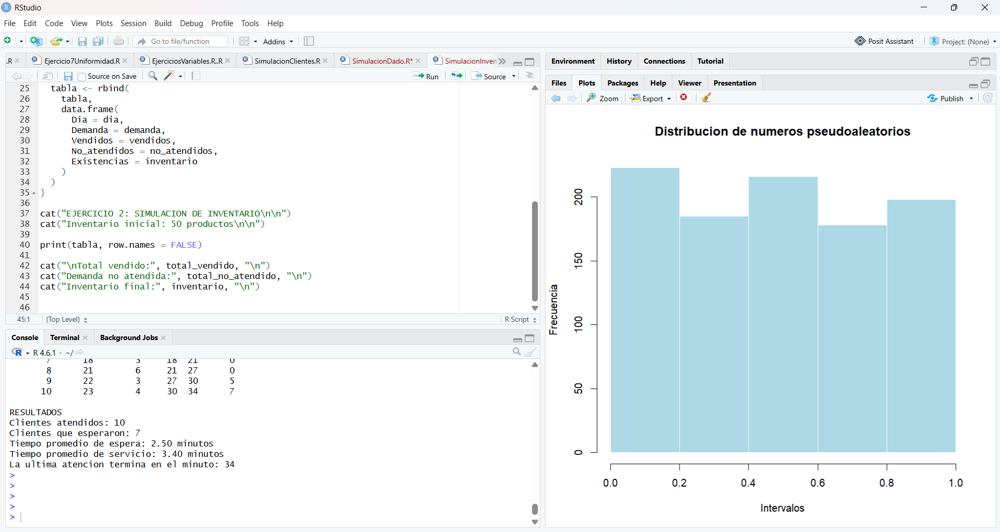 RStudio
File Edit Code View Plots Session Build Debug Profile Tools Help
Go to file/function Addins Posit Assistant Project: (None)
.R Ejercicio7Uniformidad.R EjerciciosVariables.R..R SimulacionClientes.R SimulacionDado.R* SimulacionInven
Source on Save Run Source
25 tabla <- rbind(
26 tabla,
27 data.frame(
28 Dia = dia,
29 Demanda = demanda,
30 Vendidos = vendidos,
31 No_atendidos = no_atendidos,
32 Existencias = inventario
33 )
34 )
35 }
36
37 cat("EJERCICIO 2: SIMULACION DE INVENTARIO\n\n")
38 cat("Inventario inicial: 50 productos\n\n")
39
40 print(tabla, row.names = FALSE)
41
42 cat("\nTotal vendido:", total_vendido, "\n")
43 cat("Demanda no atendida:", total_no_atendido, "\n")
44 cat("Inventario final:", inventario, "\n")
45
46
45:1 (Top Level) R Script
Console Terminal Background Jobs
R R 4.6.1 · ~/
7 18 3 18 21 0
8 21 6 21 27 0
9 22 3 27 30 5
10 23 4 30 34 7
RESULTADOS
Clientes atendidos: 10
Clientes que esperaron: 7
Tiempo promedio de espera: 2.50 minutos
Tiempo promedio de servicio: 3.40 minutos
La ultima atencion termina en el minuto: 34
>
>
>
>
>
Environment History Connections Tutorial
Files Plots Packages Help Viewer Presentation
Zoom Export Publish
Distribucion de numeros pseudoaleatorios
Frecuencia
200
150
100
50
0
0.0 0.2 0.4 0.6 0.8 1.0
Intervalos